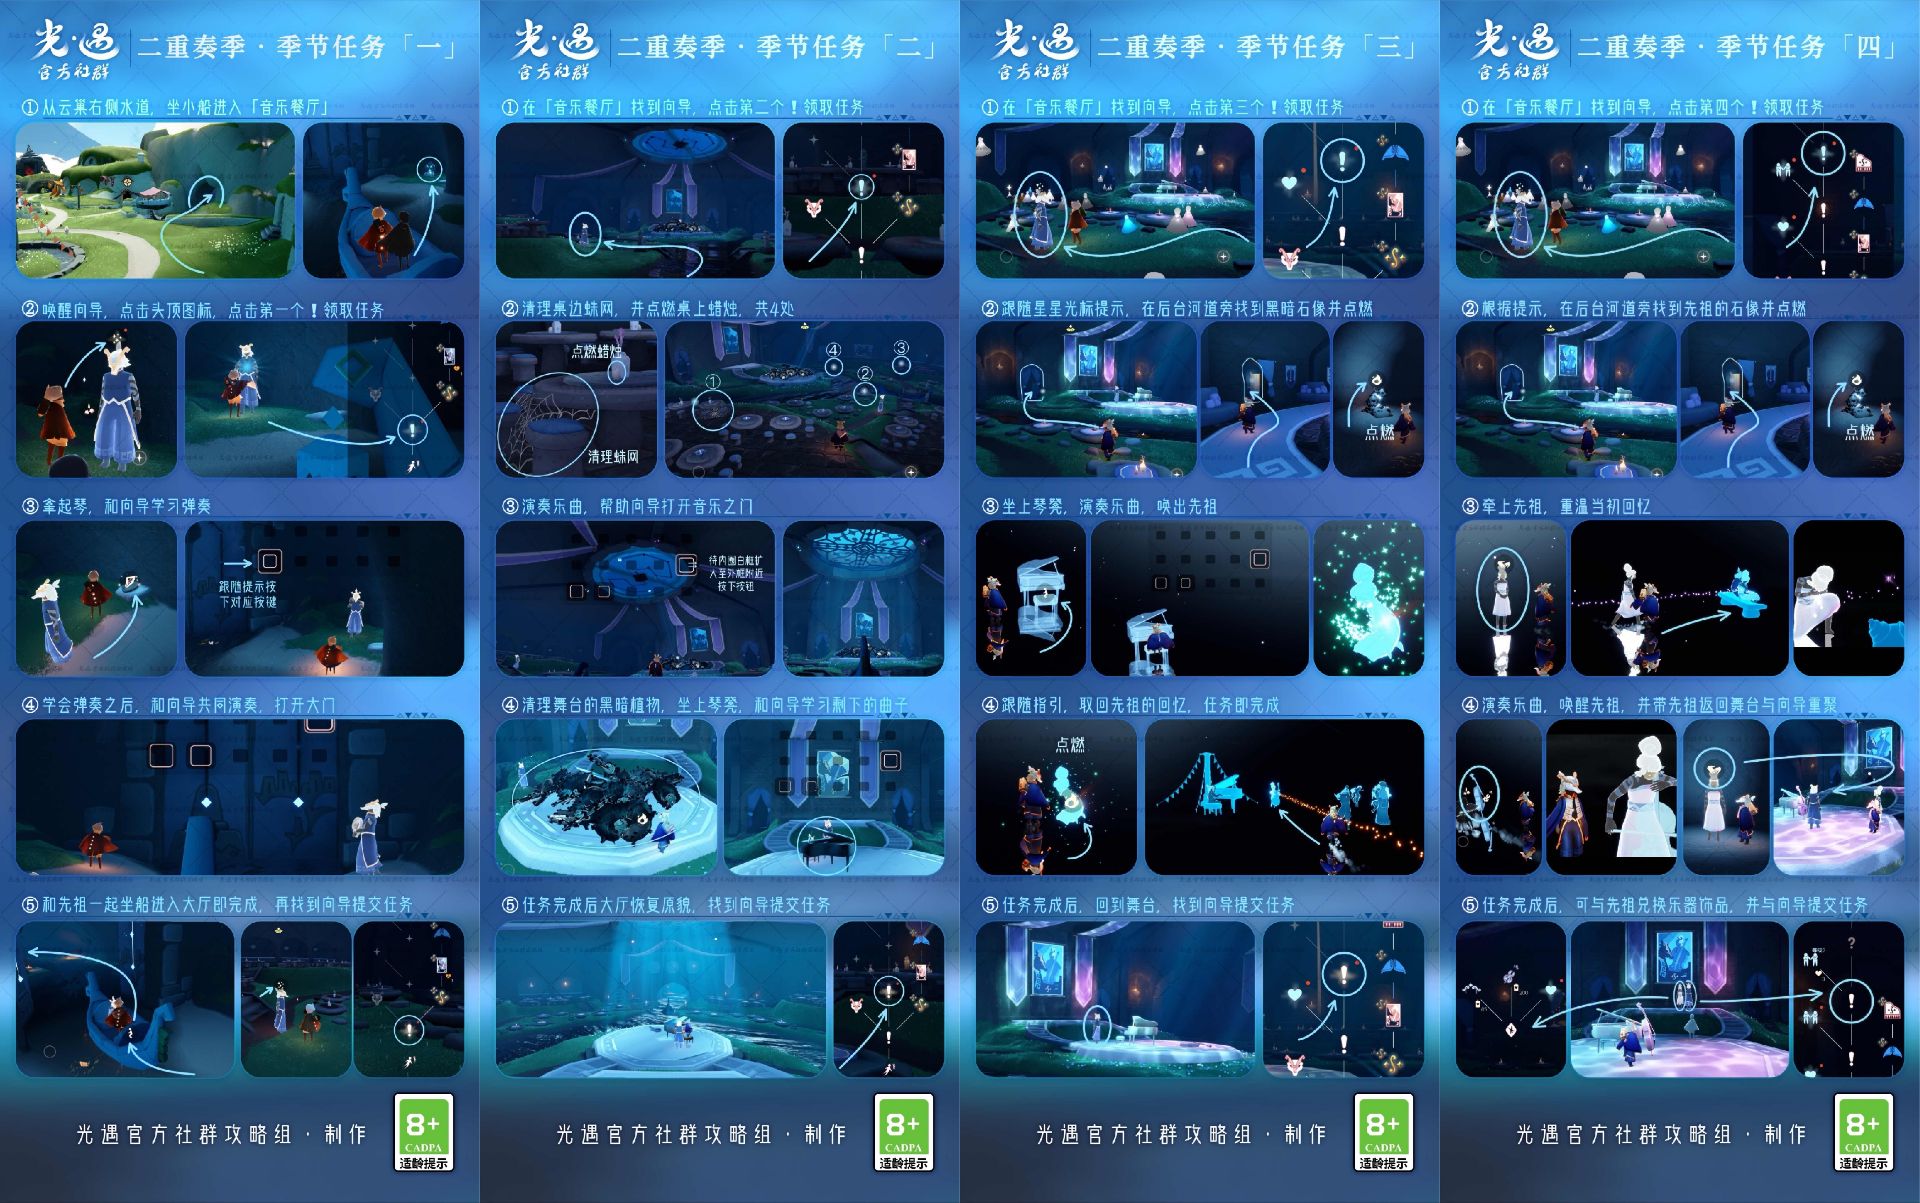 光·遇
官方社群
二重奏季·季节任务「一」
①从云巢右侧水道，坐小船进入「音乐餐厅」
②唤醒向导，点击头顶图标，点击第一个！领取任务
③拿起琴，和向导学习弹奏
跟随提示按
下对应按键
④学会弹奏之后，和向导共同演奏，打开大门
⑤和先祖一起坐船进入大厅即完成，再找到向导提交任务
光遇官方社群攻略组·制作
8+
CADPA
适龄提示
光·遇
官方社群
二重奏季·季节任务「二」
①在「音乐餐厅」找到向导，点击第二个！领取任务
②清理桌边蛛网，并点燃桌上蜡烛，共4处
点燃蜡烛
清理蛛网
①
④
②
③
③演奏乐曲，帮助向导打开音乐之门
待内圈白框扩
大至外框附近
按下按钮
④清理舞台的黑暗植物，坐上琴凳，和向导学习剩下的曲子
⑤任务完成后大厅恢复原貌，找到向导提交任务
光遇官方社群攻略组·制作
8+
CADPA
适龄提示
光·遇
官方社群
二重奏季·季节任务「三」
①在「音乐餐厅」找到向导，点击第三个！领取任务
②跟随星星光标提示，在后台河道旁找到黑暗石像并点燃
点燃
③坐上琴凳，演奏乐曲，唤出先祖
④跟随指引，取回先祖的回忆，任务即完成
点燃
⑤任务完成后，回到舞台，找到向导提交任务
光遇官方社群攻略组·制作
8+
CADPA
适龄提示
光·遇
官方社群
二重奏季·季节任务「四」
①在「音乐餐厅」找到向导，点击第四个！领取任务
②根据提示，在后台河道旁找到先祖的石像并点燃
点燃
③牵上先祖，重温当初回忆
④演奏乐曲，唤醒先祖，并带先祖返回舞台与向导重聚
⑤任务完成后，可与先祖兑换乐器饰品，并与向导提交任务
光遇官方社群攻略组·制作
8+
CADPA
适龄提示